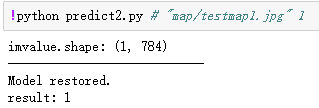 !python predict2.py # "map/testmap1.jpg" 1
imvalue.shape: (1, 784)
Model restored.
result: 1